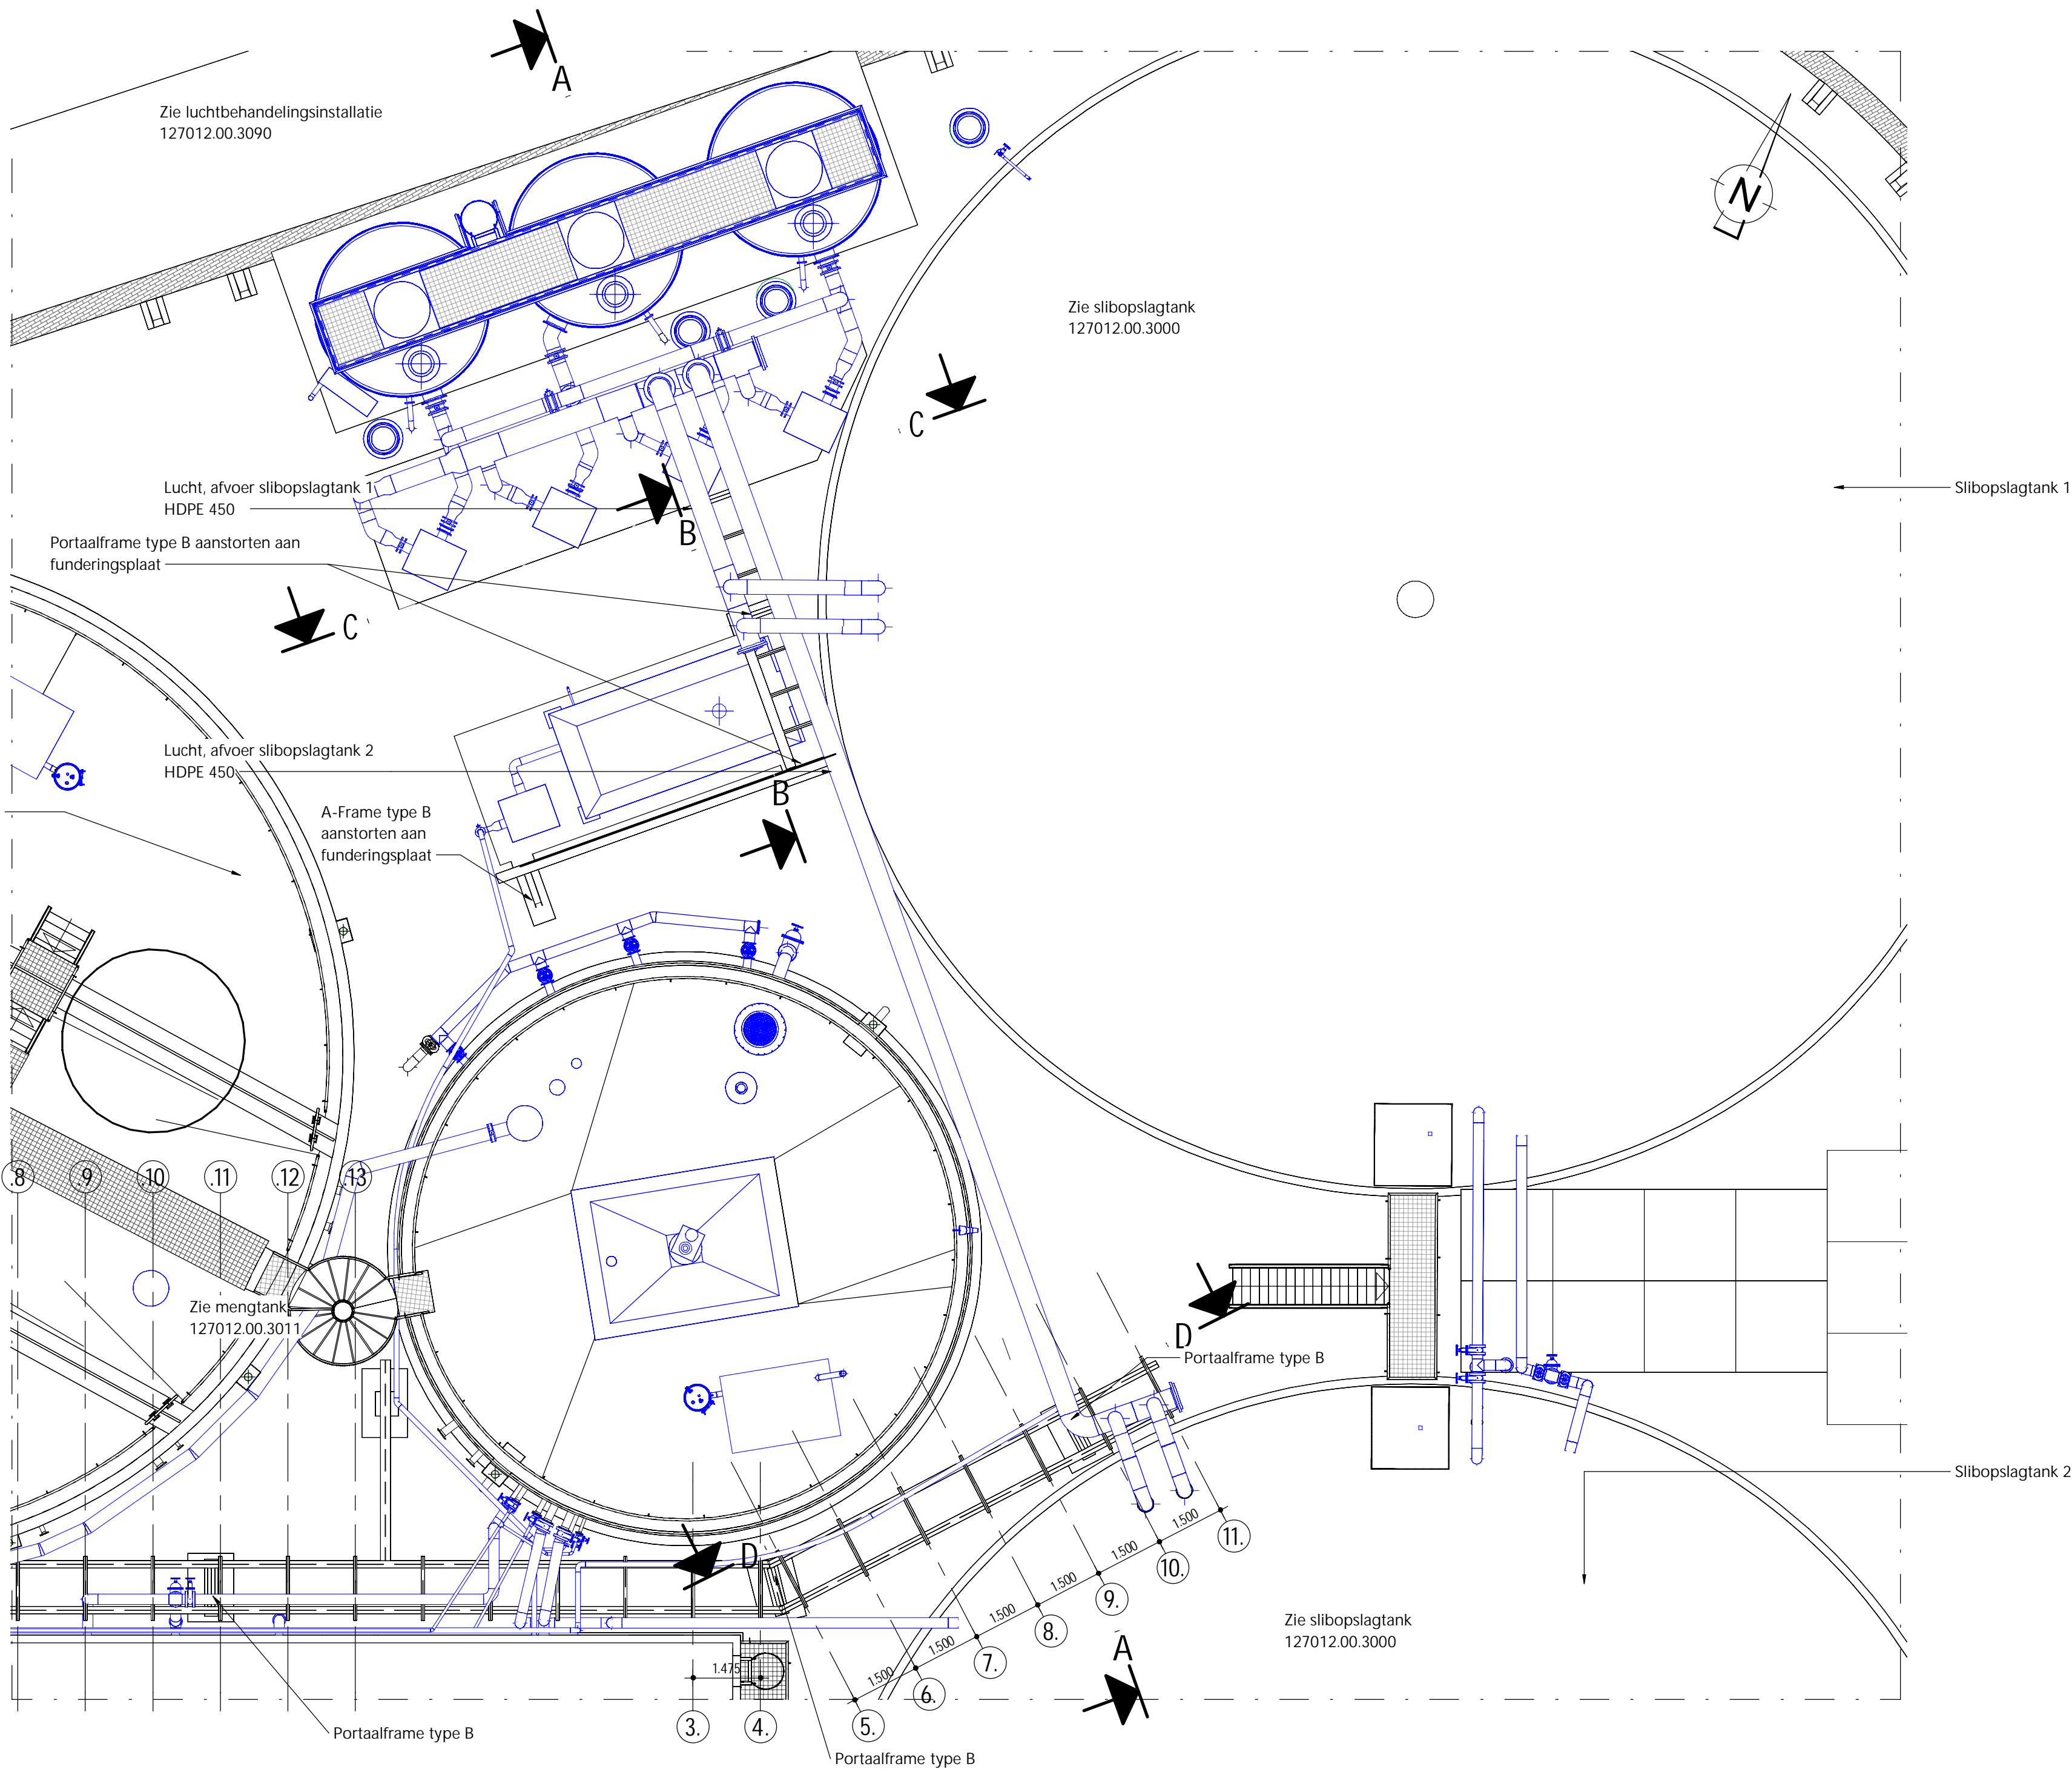 A
Zie luchtbehandelingsinstallatie
127012.00.3090
N
Zie slibopslagtank
127012.00.3000
C
Lucht, afvoer slibopslagtank 1
HDPE 450
Slibopslagtank 1
B
Portaalframe type B aanstorten aan
funderingsplaat
C
Lucht, afvoer slibopslagtank 2
HDPE 450
B
A-Frame type B
aanstorten aan
funderingsplaat
.8
.9
.10
.11
.12
.13
Zie mengtank
127012.00.3011
D
Portaalframe type B
Slibopslagtank 2
D
1.500
1.500
1.500
1.500
1.500
1.500
11.
10.
9.
8.
7.
6.
5.
Zie slibopslagtank
127012.00.3000
A
1.475
3.
4.
Portaalframe type B
Portaalframe type B